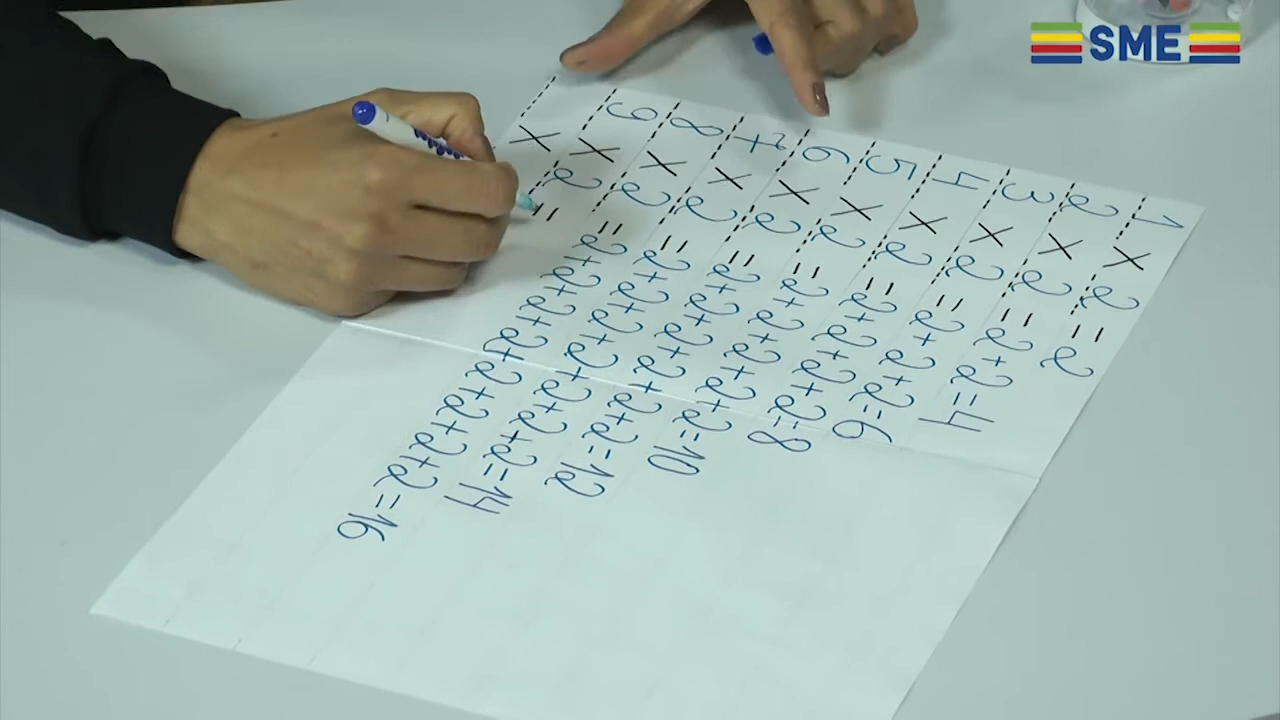 SME
1 x 2 = 2
2 x 2 = 2+2=4
3 x 2 = 2+2+2=6
4 x 2 = 2+2+2+2=8
5 x 2 = 2+2+2+2+2=10
6 x 2 = 2+2+2+2+2+2=12
7 x 2 = 2+2+2+2+2+2+2=14
8 x 2 = 2+2+2+2+2+2+2+2=16
9 x 2 =
x